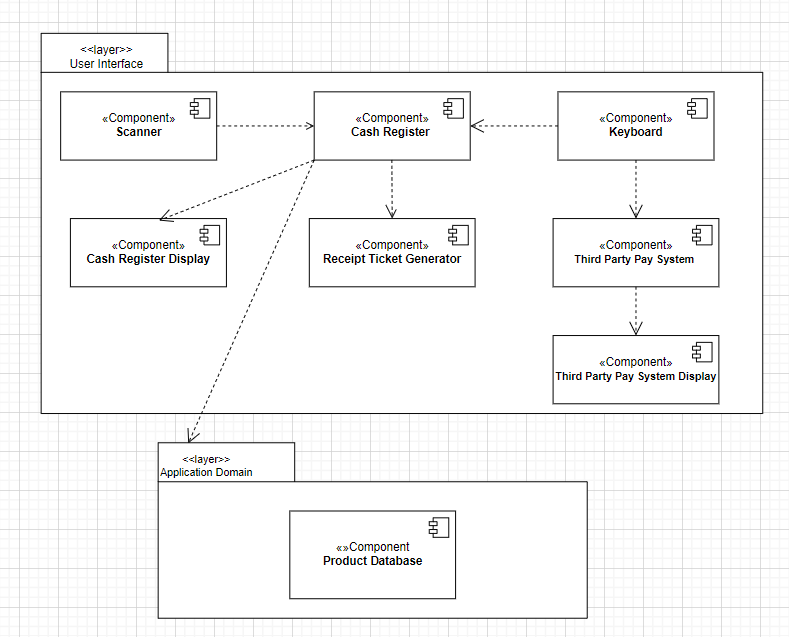 <<layer>>
User Interface
«Component»
Scanner
«Component»
Cash Register
«Component»
Keyboard
«Component»
Cash Register Display
«Component»
Receipt Ticket Generator
«Component»
Third Party Pay System
«Component»
Third Party Pay System Display
<<layer>>
Application Domain
«»Component
Product Database